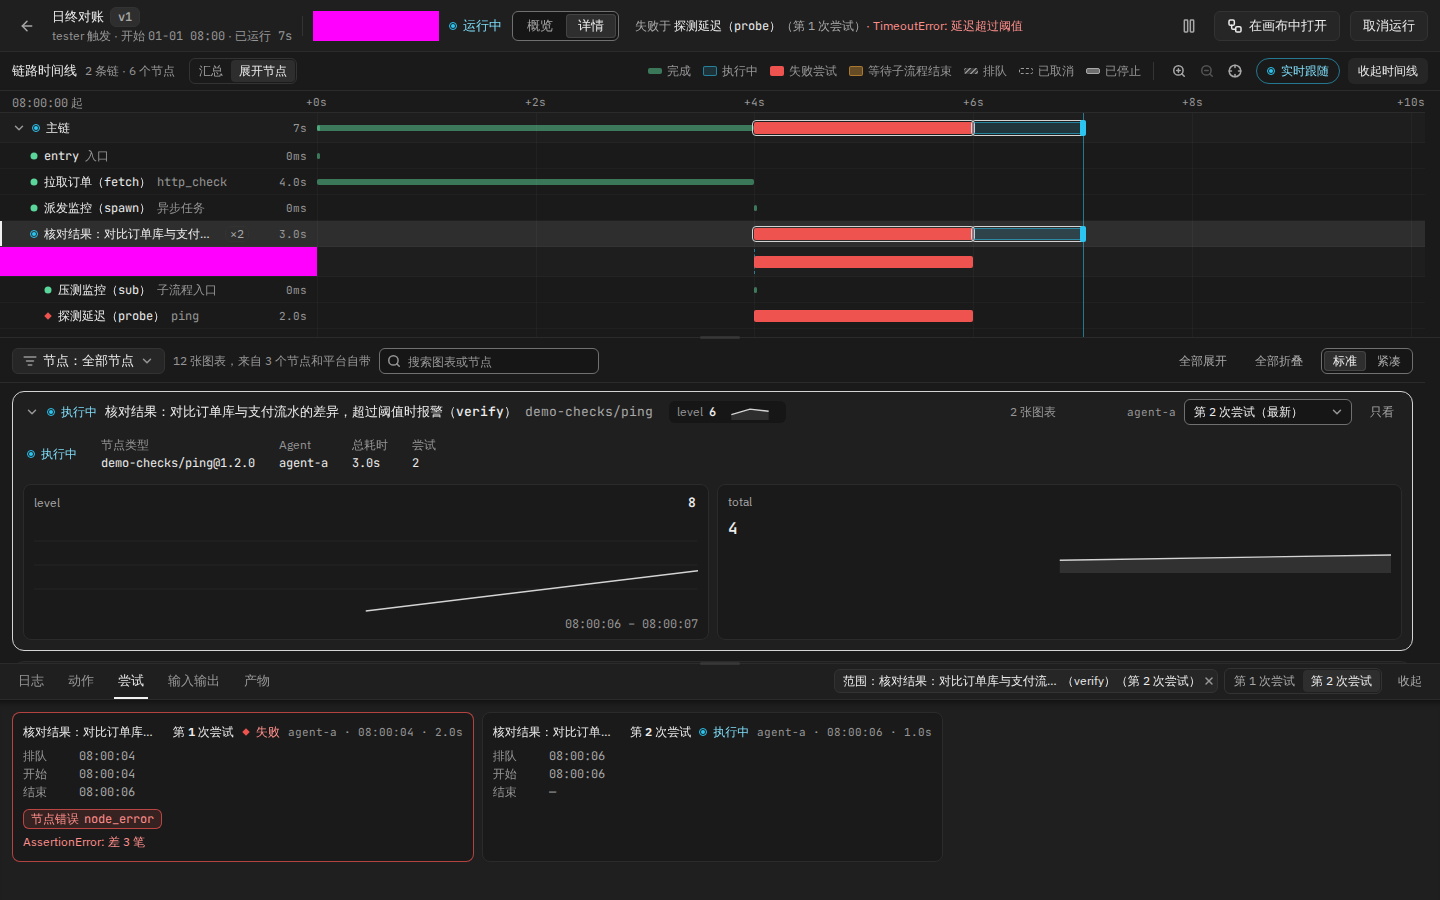 日终对账 v1
tester 触发 · 开始 01-01 08:00 · 已运行 7s
运行中
概览 详情
失败于 探测延迟（probe）（第 1 次尝试）· TimeoutError: 延迟超过阈值
在画布中打开
取消运行
链路时间线 2 条链 · 6 个节点
汇总 展开节点
完成 执行中 失败尝试 等待子流程结束 排队 已取消 已停止
实时跟随
收起时间线
08:00:00 起
+0s +2s +4s +6s +8s +10s
主链 7s
entry 入口 0ms
拉取订单（fetch） http_check 4.0s
派发监控（spawn） 异步任务 0ms
核对结果：对比订单库与支付... ×2 3.0s
压测监控（sub） 子流程入口 0ms
探测延迟（probe） ping 2.0s
节点：全部节点
12 张图表，来自 3 个节点和平台自带
搜索图表或节点
全部展开 全部折叠 标准 紧凑
执行中 核对结果：对比订单库与支付流水的差异，超过阈值时报警（verify） demo-checks/ping level 6
2 图表 agent-a 第 2 次尝试（最新） 只看
执行中
节点类型 Agent 总耗时 尝试
demo-checks/ping@1.2.0 agent-a 3.0s 2
level 8
08:00:06 – 08:00:07
total
4
日志 动作 尝试 输入输出 产物
范围：核对结果：对比订单库与支付流... （verify）（第 2 次尝试）
第 1 次尝试 第 2 次尝试 收起
核对结果：对比订单库... 第 1 次尝试 失败 agent-a · 08:00:04 · 2.0s
排队 08:00:04
开始 08:00:04
结束 08:00:06
节点错误 node_error
AssertionError: 差 3 笔
核对结果：对比订单... 第 2 次尝试 执行中 agent-a · 08:00:06 · 1.0s
排队 08:00:06
开始 08:00:06
结束 —